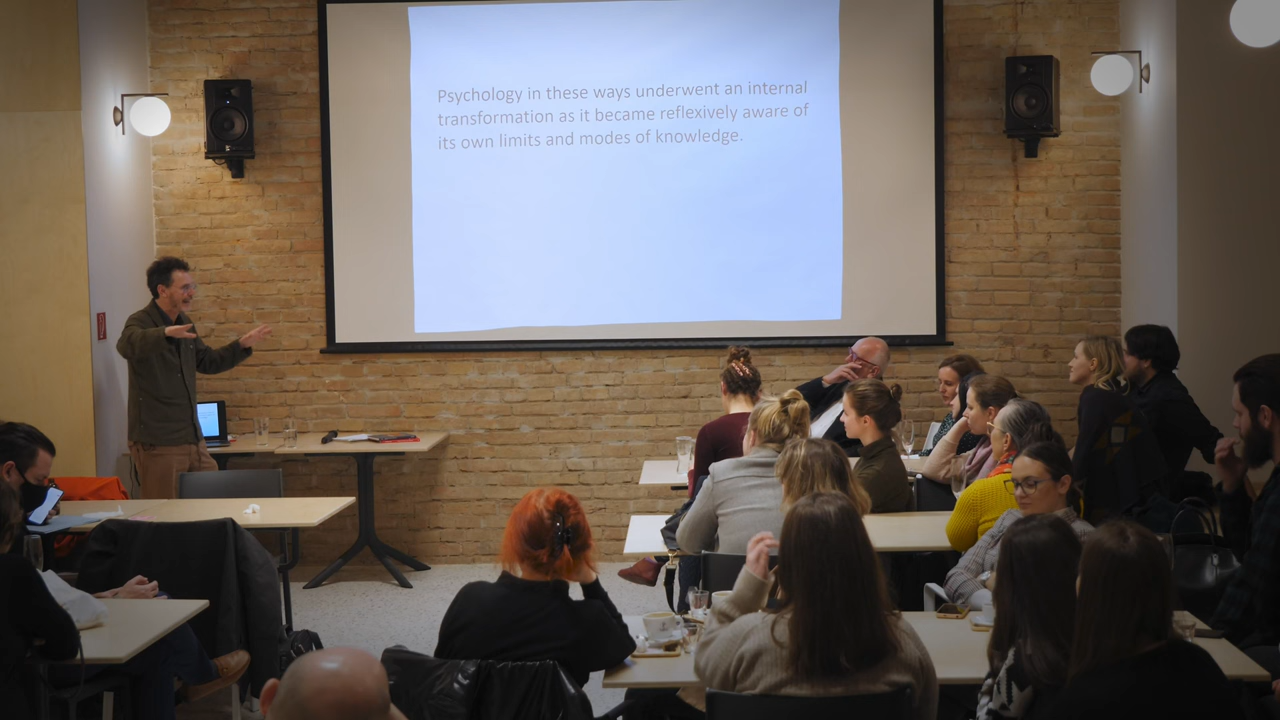 Psychology in these ways underwent an internal
transformation as it became reflexively aware of
its own limits and modes of knowledge.